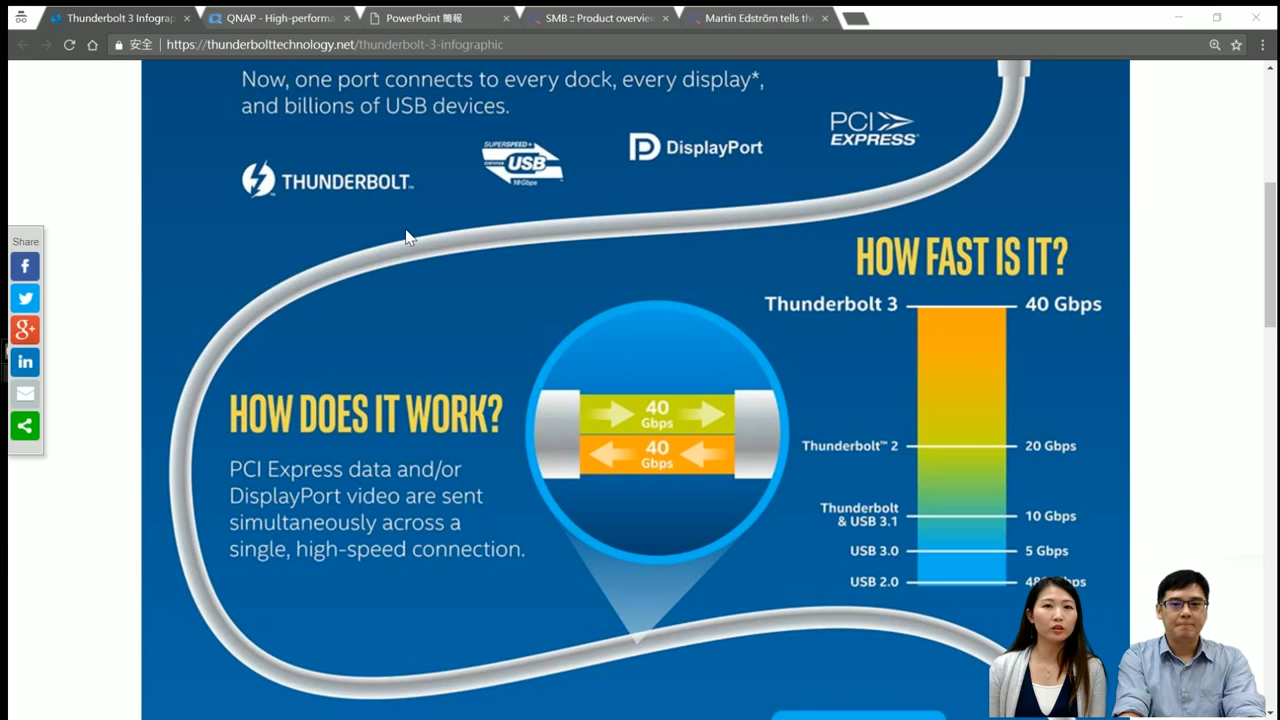 Thunderbolt 3 Infograp
QNAP - High-performa
PowerPoint 簡報
SMB :: Product overview
Martin Edström tells th
安全
https://thunderbolttechnology.net/thunderbolt-3-infographic
Now, one port connects to every dock, every display*,
and billions of USB devices.
THUNDERBOLT™
SUPERSPEED+
CERTIFIED USB
10Gbps
DisplayPort
PCI
EXPRESS
Share
HOW FAST IS IT?
Thunderbolt 3 40 Gbps
Thunderbolt™ 2 20 Gbps
Thunderbolt
& USB 3.1 10 Gbps
USB 3.0 5 Gbps
USB 2.0
HOW DOES IT WORK?
PCI Express data and/or
DisplayPort video are sent
simultaneously across a
single, high-speed connection.
40
Gbps
40
Gbps